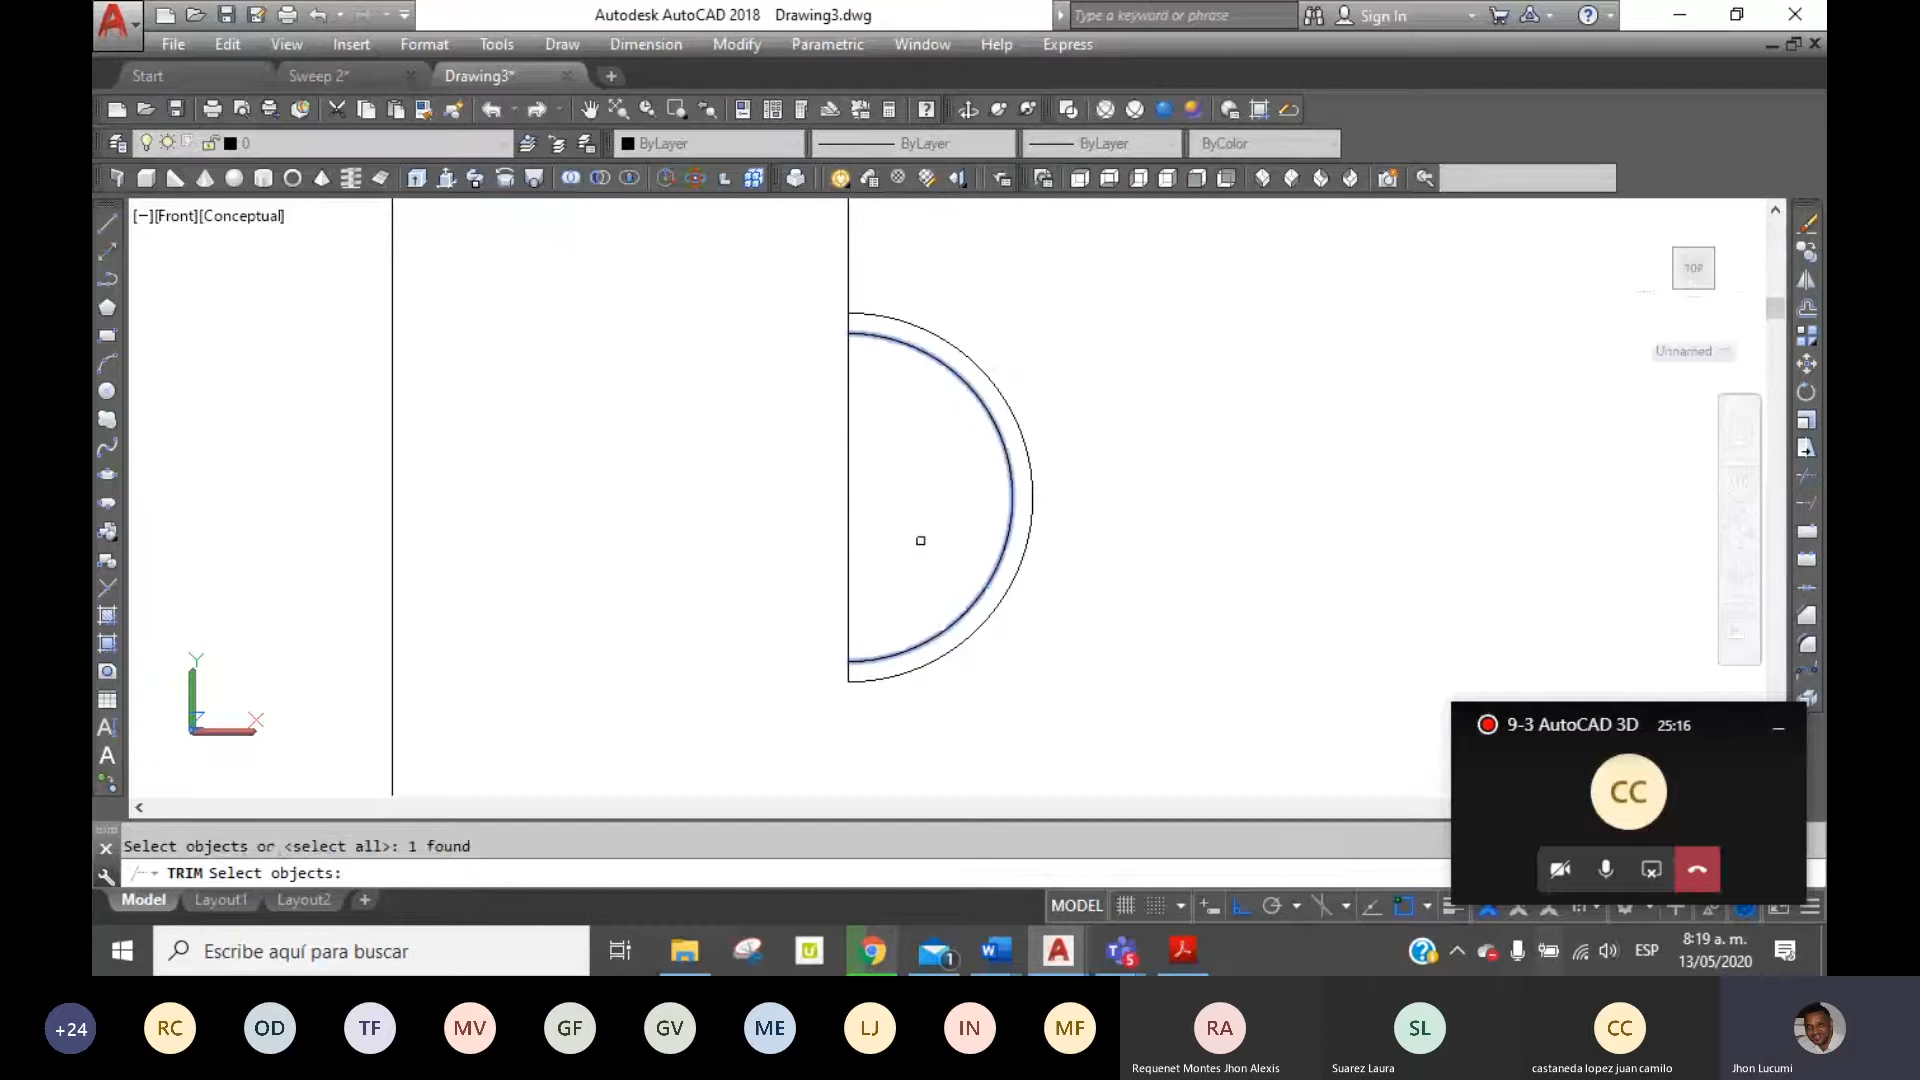 Autodesk AutoCAD 2018 Drawing3.dwg
Type a keyword or phrase
Sign In
File Edit View Insert Format Tools Draw Dimension Modify Parametric Window Help Express
Start Sweep 2* Drawing3*
0 ByLayer ByLayer ByLayer ByColor
[−][Front][Conceptual]
TOP
Unnamed
Y
X
Z
9-3 AutoCAD 3D 25:16
CC
Select objects or <select all>: 1 found
TRIM Select objects:
Model Layout1 Layout2
MODEL
Escribe aquí para buscar
1
5
ESP
8:19 a. m.
13/05/2020
+24 RC OD TF MV GF GV ME LJ IN MF RA SL CC
Requenet Montes Jhon Alexis Suarez Laura castaneda lopez juan camilo Jhon Lucumi